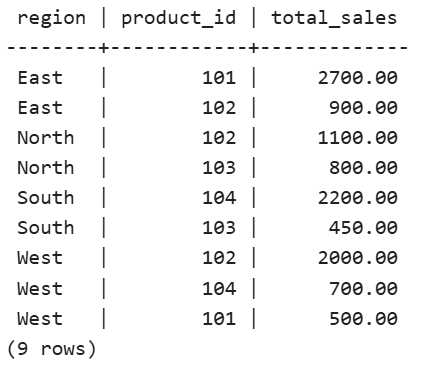 region | product_id | total_sales
--------+------------+-------------
East | 101 | 2700.00
East | 102 | 900.00
North | 102 | 1100.00
North | 103 | 800.00
South | 104 | 2200.00
South | 103 | 450.00
West | 102 | 2000.00
West | 104 | 700.00
West | 101 | 500.00
(9 rows)